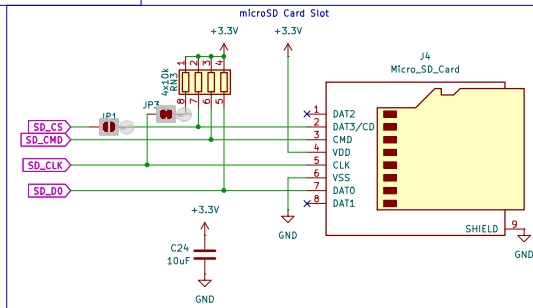 microSD Card Slot
+3.3V
+3.3V
J4
Micro_SD_Card
1 2 3 4
4x10k
RN3
8 7 6 5
JP1
JP3
SD_CS
SD_CMD
SD_CLK
SD_D0
1 DAT2
2 DAT3/CD
3 CMD
4 VDD
5 CLK
6 VSS
7 DAT0
8 DAT1
SHIELD 9
GND
GND
+3.3V
C24
10uF
GND